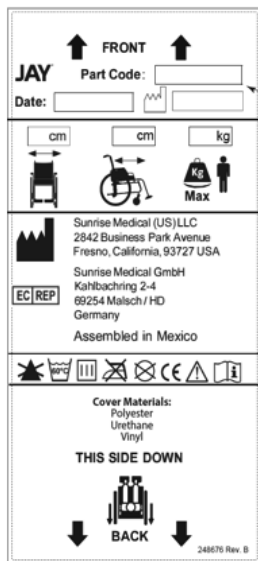 FRONT
JAY
Part Code:
Date:
cm cm kg
Kg
Max
Sunrise Medical (US) LLC
2842 Business Park Avenue
Fresno, California, 93727 USA
EC REP
Sunrise Medical GmbH
Kahlbachring 2-4
69254 Malsch / HD
Germany
Assembled in Mexico
60°C
CE
Cover Materials:
Polyester
Urethane
Vinyl
THIS SIDE DOWN
BACK
248676 Rev. B